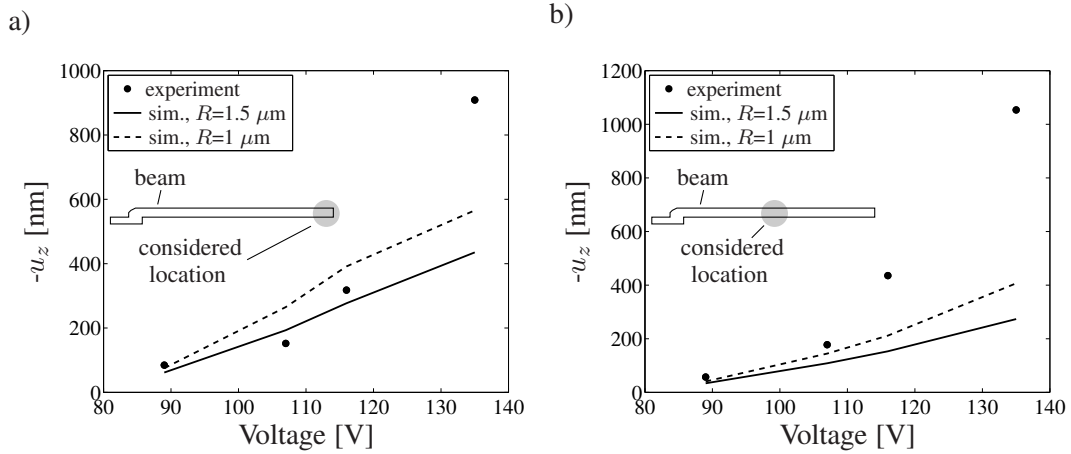 a)
1000
800
600
400
200
0
-u_z [nm]
experiment
sim., R=1.5 μm
sim., R=1 μm
beam
considered
location
80 90 100 110 120 130 140
Voltage [V]
b)
1200
1000
800
600
400
200
0
-u_z [nm]
experiment
sim., R=1.5 μm
sim., R=1 μm
beam
considered
location
80 90 100 110 120 130 140
Voltage [V]